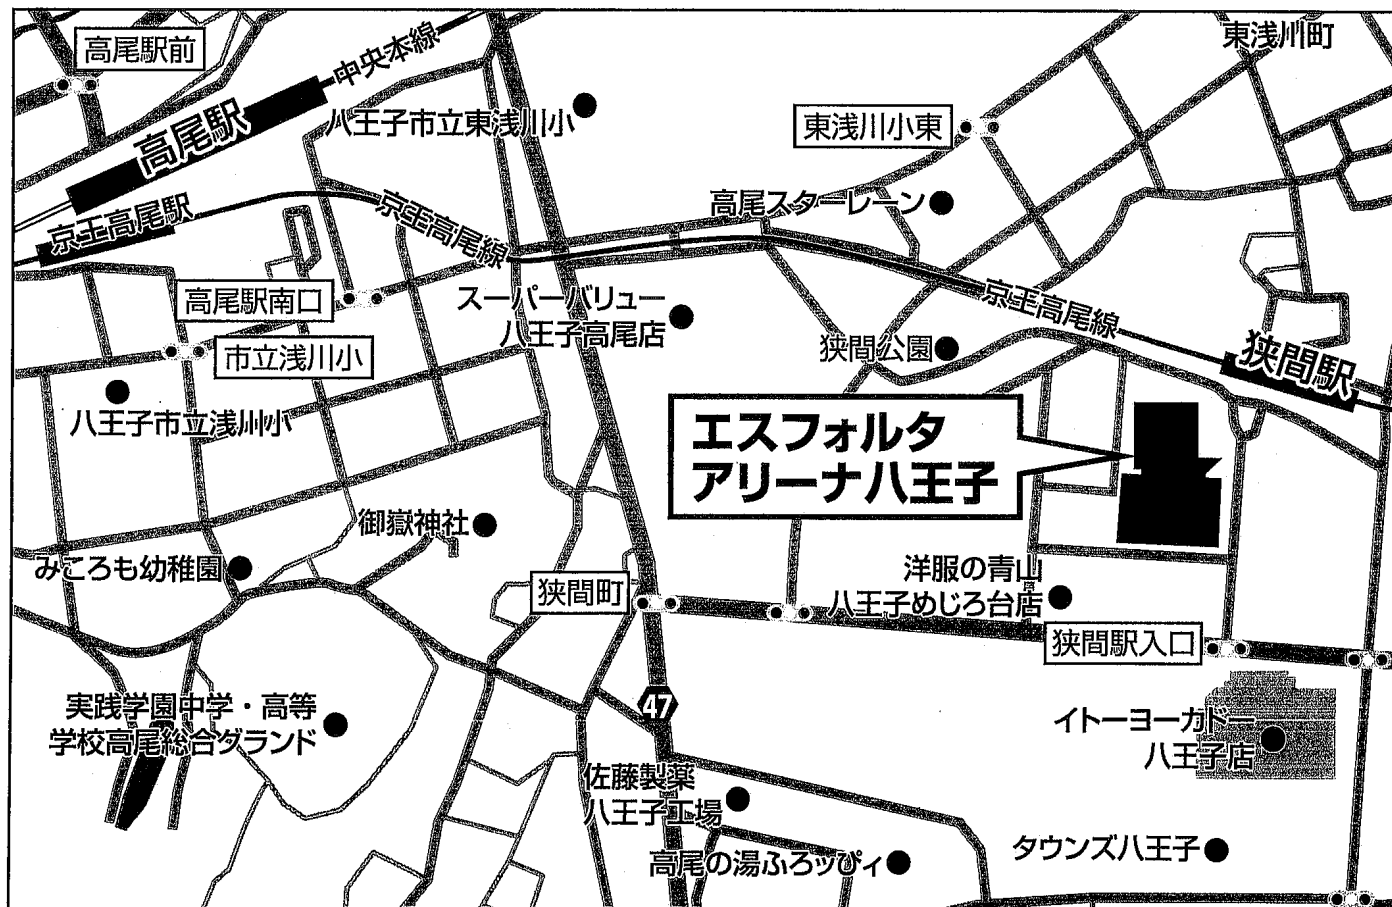 高尾駅前
中央本線
東浅川町
高尾駅
八王子市立東浅川小
東浅川小東
京王高尾駅
京王高尾線
高尾スターレーン
高尾駅南口
スーパーバリュー
八王子高尾店
京王高尾線
市立浅川小
狭間公園
狭間駅
八王子市立浅川小
エスフォルタ
アリーナ八王子
御嶽神社
みころも幼稚園
狭間町
洋服の青山
八王子めじろ台店
狭間駅入口
実践学園中学・高等
学校高尾総合グランド
47
イトーヨーカドー
八王子店
佐藤製薬
八王子工場
高尾の湯ふろッぴィ
タウンズ八王子